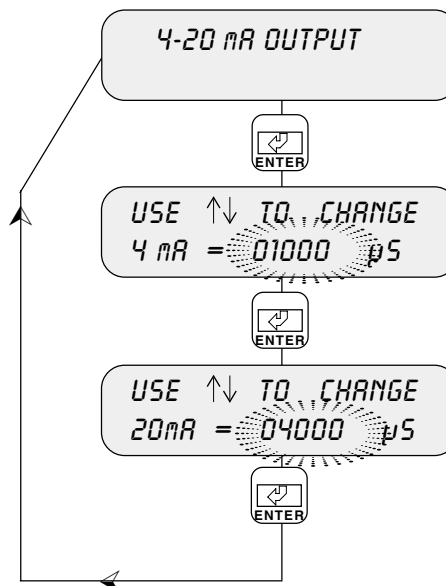 4-20 mA OUTPUT
ENTER
USE ↑↓ TO CHANGE
4 mA = 01000 µS
ENTER
USE ↑↓ TO CHANGE
20mA = 04000 µS
ENTER